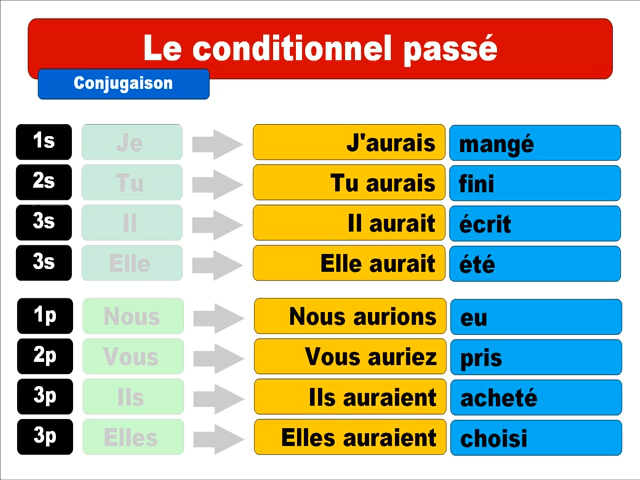 Le conditionnel passé
Conjugaison
1s Je J'aurais mangé
2s Tu Tu aurais fini
3s Il Il aurait écrit
3s Elle Elle aurait été
1p Nous Nous aurions eu
2p Vous Vous auriez pris
3p Ils Ils auraient acheté
3p Elles Elles auraient choisi